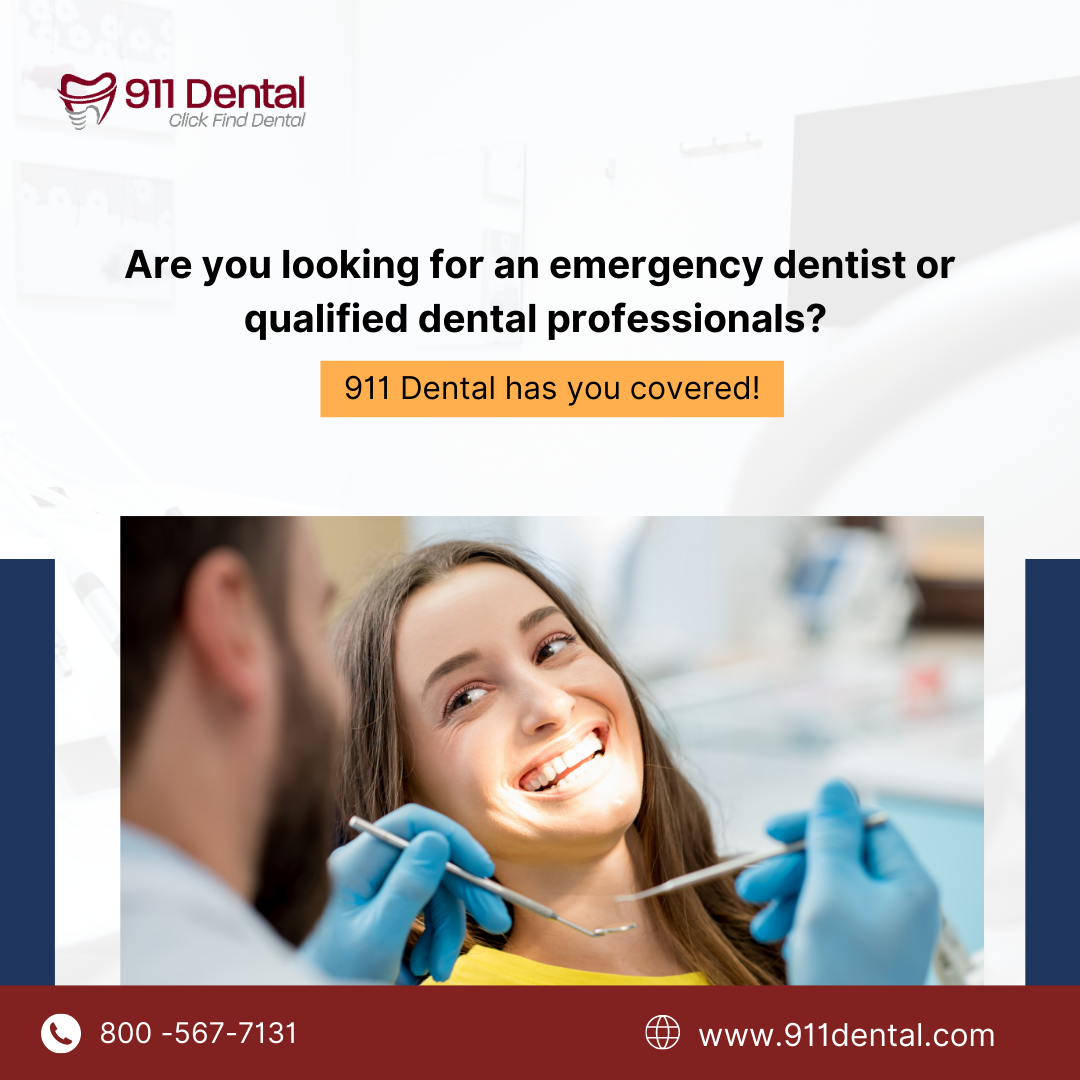 911 Dental
Click Find Dental
Are you looking for an emergency dentist or
qualified dental professionals?
911 Dental has you covered!
800 -567-7131
www.911dental.com